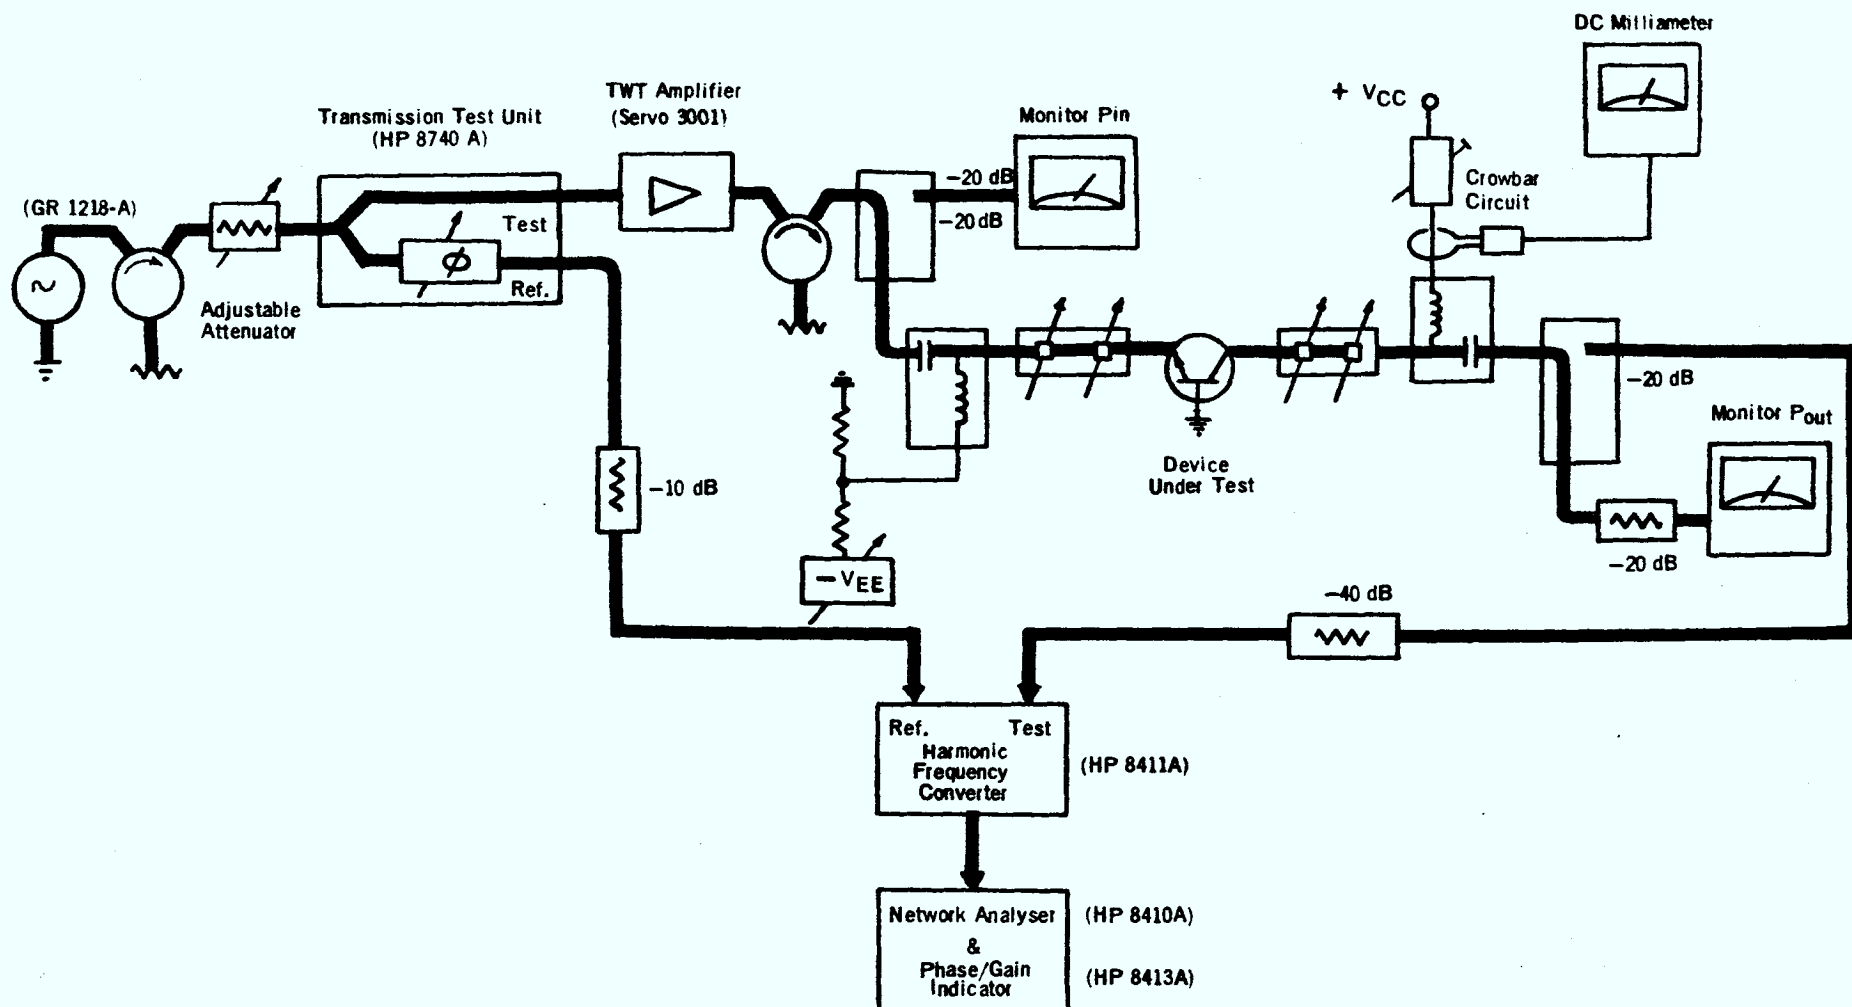 DC Milliameter
TWT Amplifier
(Servo 3001)
Transmission Test Unit
(HP 8740 A)
Monitor Pin
+ VCC
Crowbar
Circuit
(GR 1218-A)
-20 dB
-20 dB
Test
Φ
Ref.
Adjustable
Attenuator
~
-20 dB
Monitor Pout
Device
Under Test
-10 dB
-20 dB
- VEE
-40 dB
Ref. Test
Harmonic
Frequency
Converter
(HP 8411A)
Network Analyser
&
Phase/Gain
Indicator
(HP 8410A)
(HP 8413A)